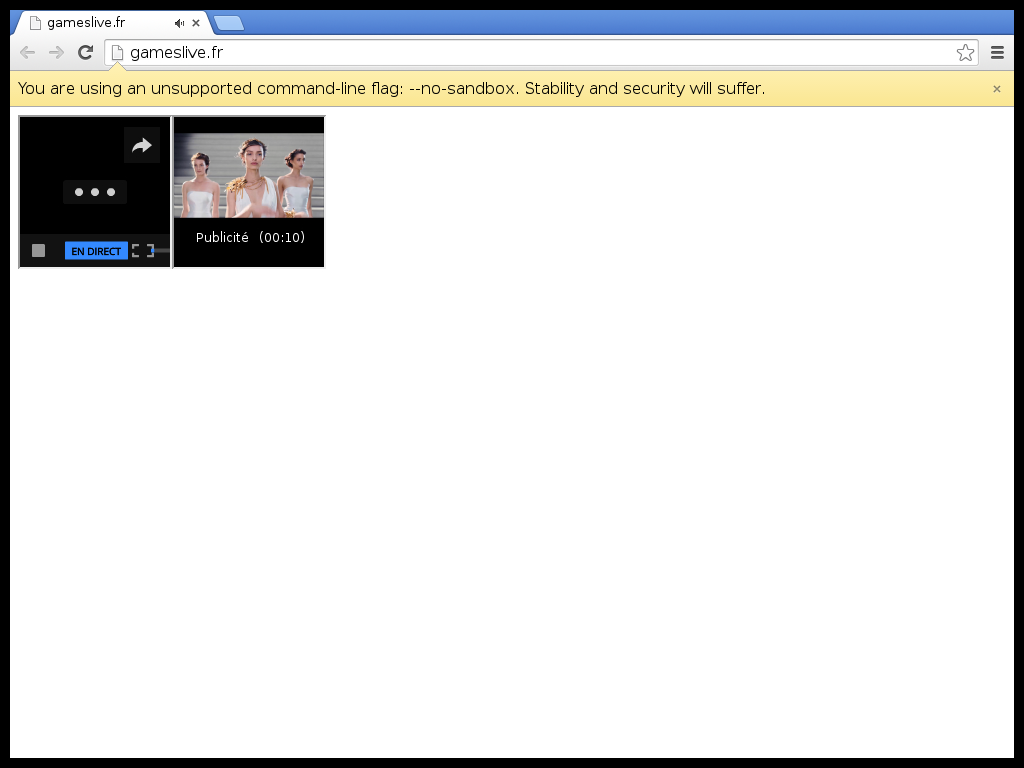 gameslive.fr
gameslive.fr
You are using an unsupported command-line flag: --no-sandbox. Stability and security will suffer.
EN DIRECT
Publicité (00:10)